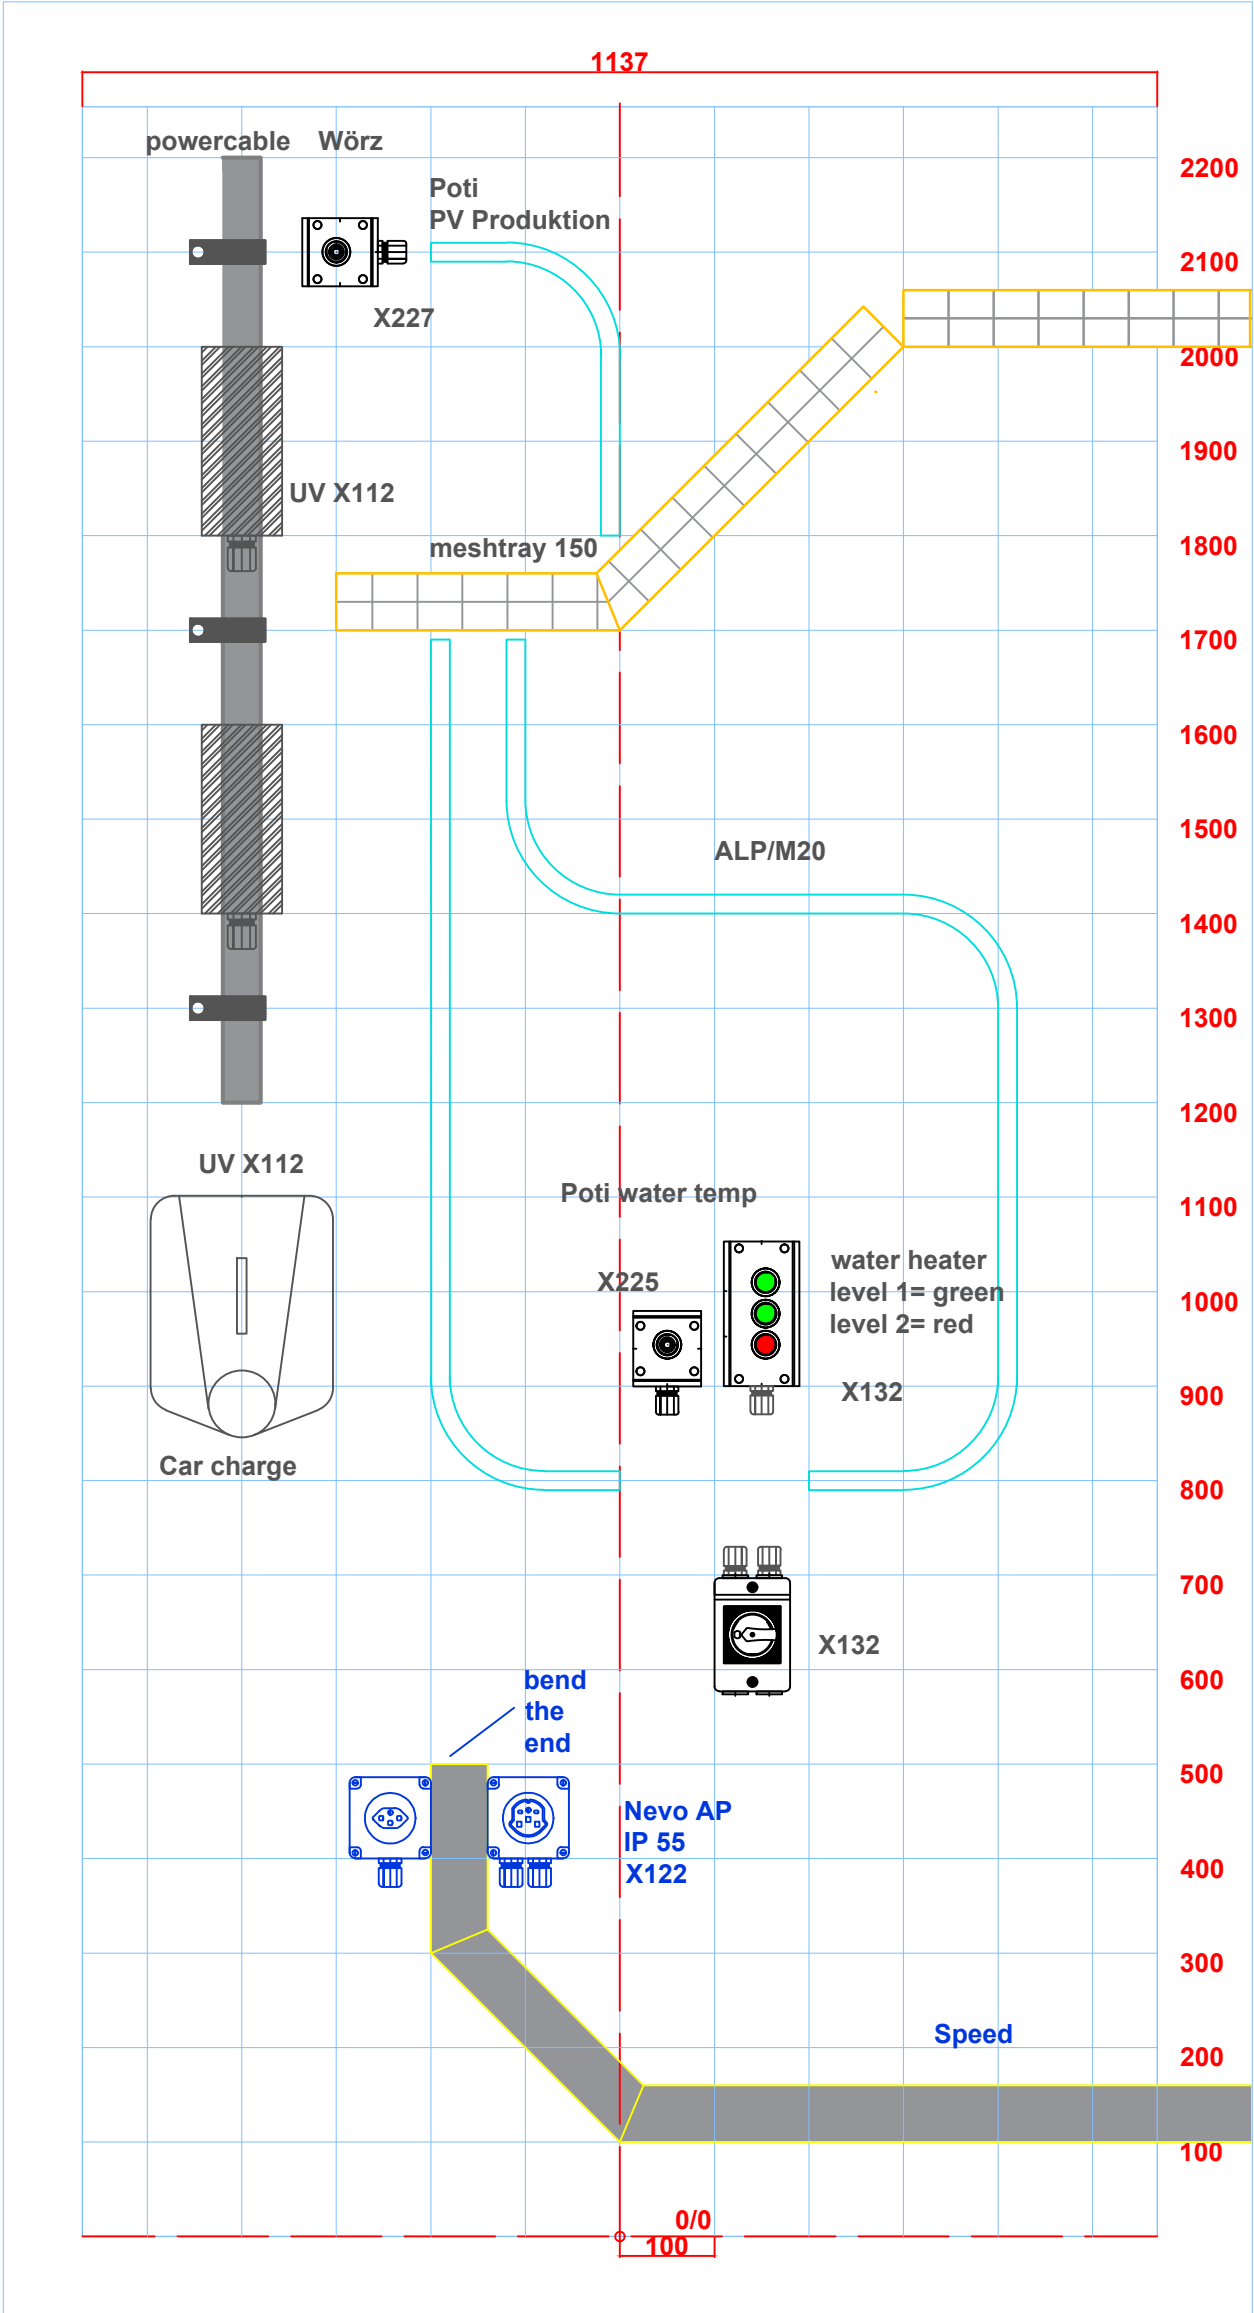 1137
powercable Wörz
2200
Poti
PV Produktion
2100
X227
2000
1900
UV X112
1800
meshtray 150
1700
1600
1500
ALP/M20
1400
1300
1200
UV X112
Poti water temp
1100
water heater
X225
level 1= green
1000
level 2= red
X132
900
Car charge
800
700
X132
600
bend
the
end
500
Nevo AP
IP 55
X122
400
300
Speed
200
100
0/0
100